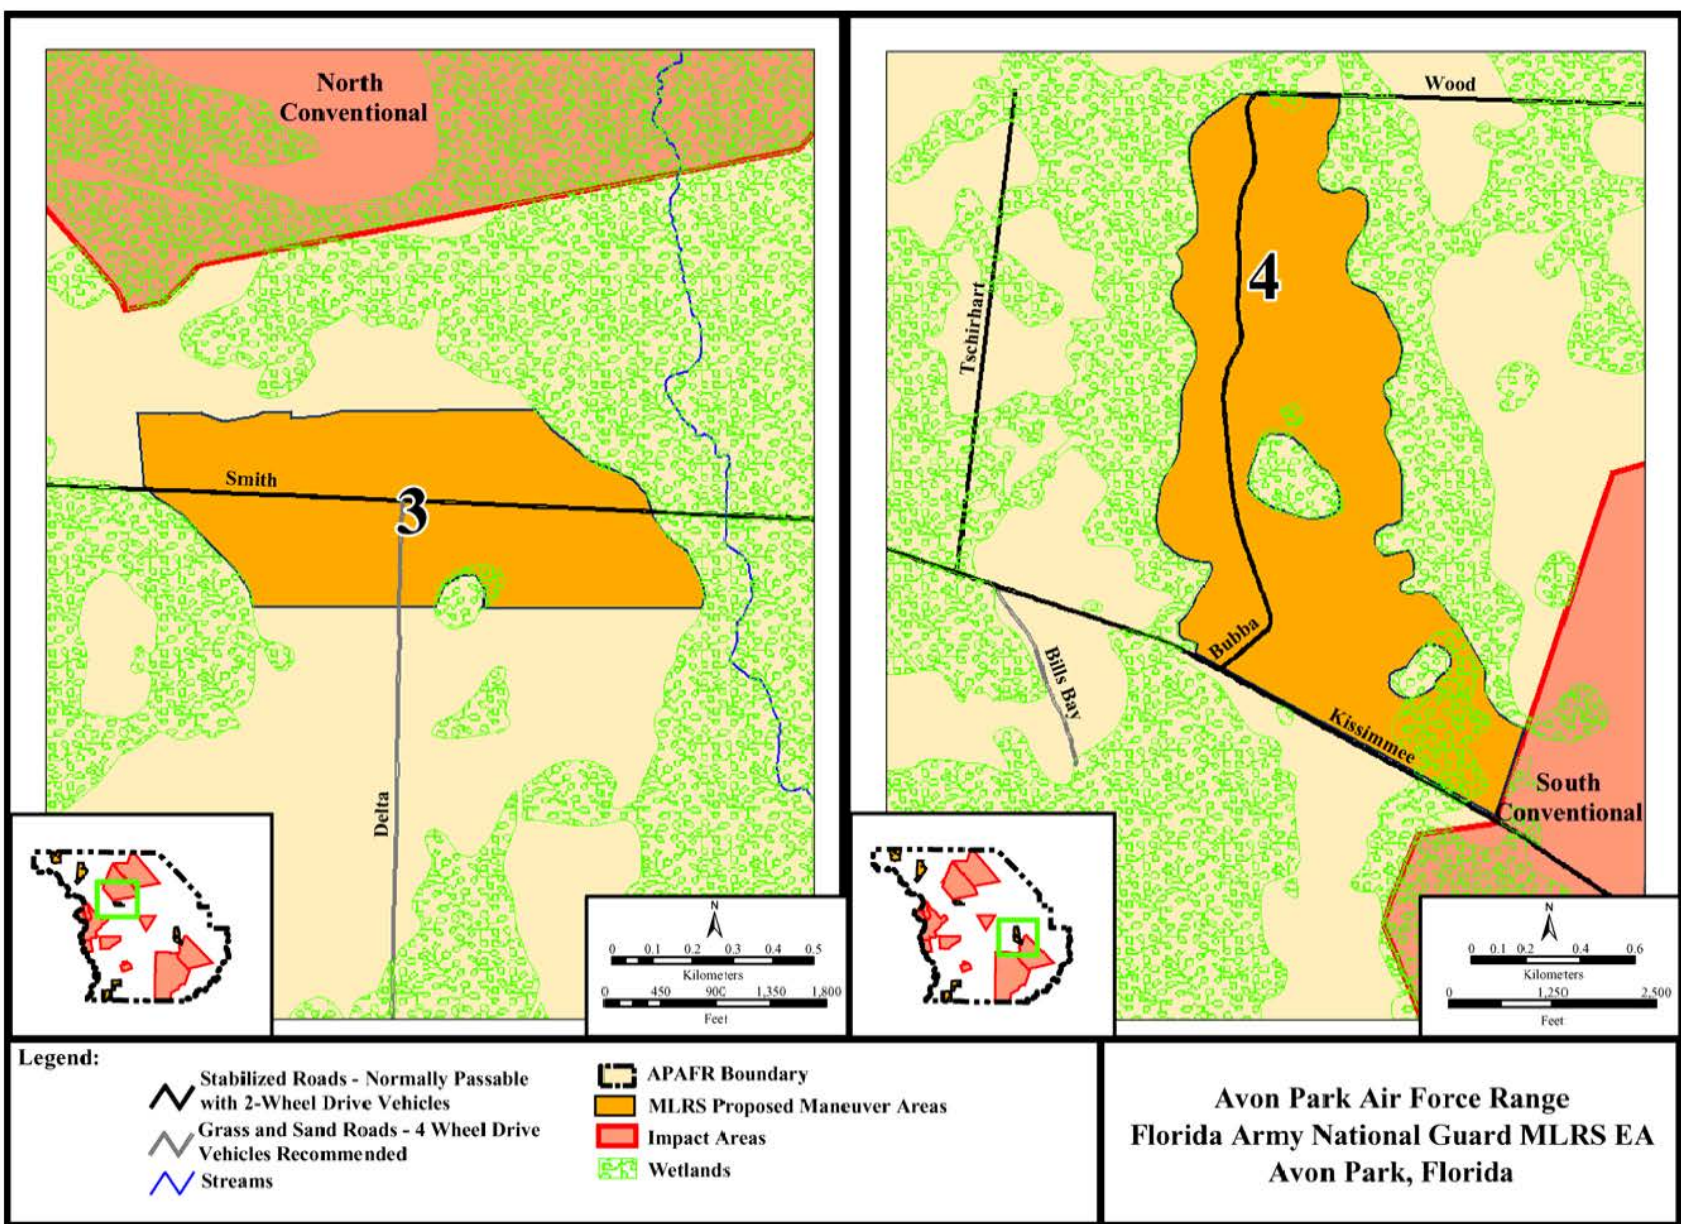 North
Conventional
Smith
3
Delta
N
0 0.1 0.2 0.3 0.4 0.5
Kilometers
0 450 900 1,350 1,800
Feet
Wood
Tschirhart
4
Bubba
Bills Bay
Kissimmee
South
Conventional
N
0 0.1 0.2 0.4 0.6
Kilometers
0 1,250 2,500
Feet
Legend:
Stabilized Roads - Normally Passable
with 2-Wheel Drive Vehicles
Grass and Sand Roads - 4 Wheel Drive
Vehicles Recommended
Streams
APAFR Boundary
MLRS Proposed Maneuver Areas
Impact Areas
Wetlands
Avon Park Air Force Range
Florida Army National Guard MLRS EA
Avon Park, Florida